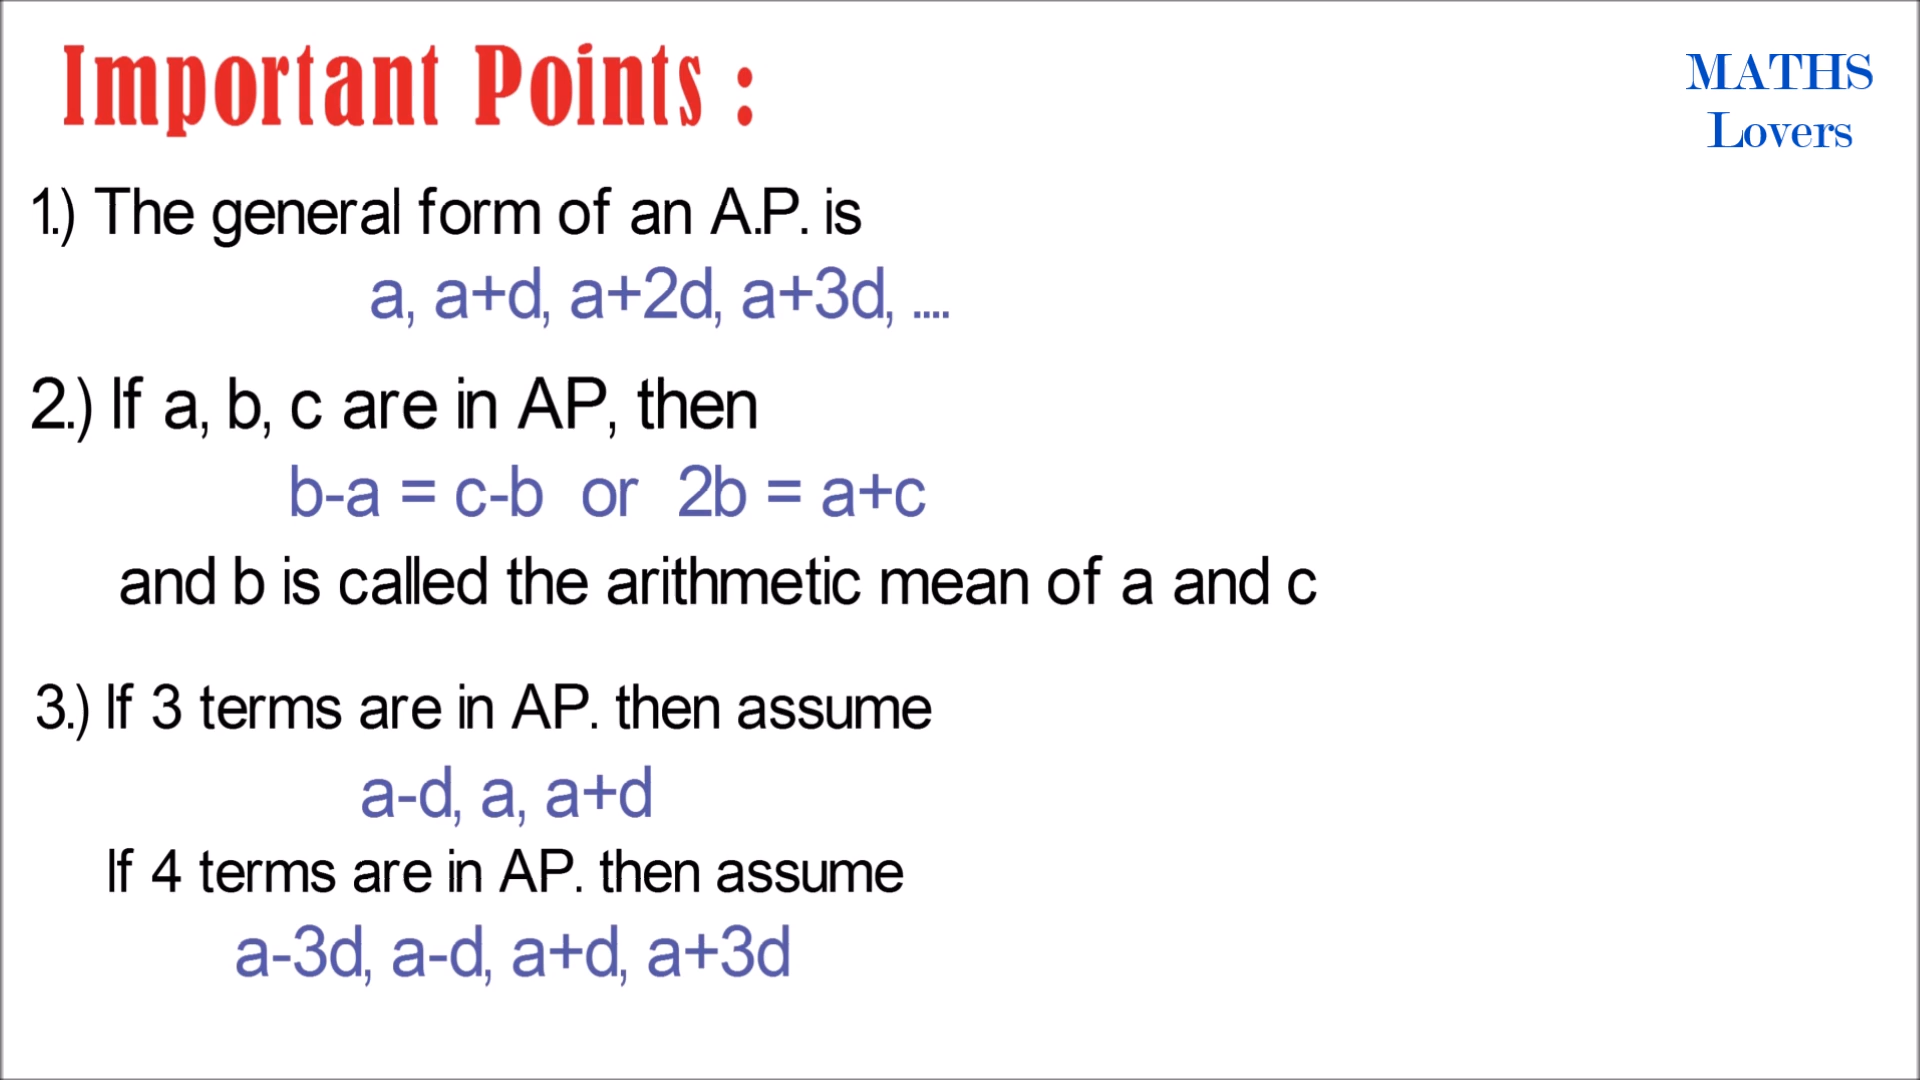 Important Points :
MATHS
Lovers
1.) The general form of an A.P. is
a, a+d, a+2d, a+3d, ....
2.) If a, b, c are in AP, then
b-a = c-b or 2b = a+c
and b is called the arithmetic mean of a and c
3.) If 3 terms are in AP. then assume
a-d, a, a+d
If 4 terms are in AP. then assume
a-3d, a-d, a+d, a+3d